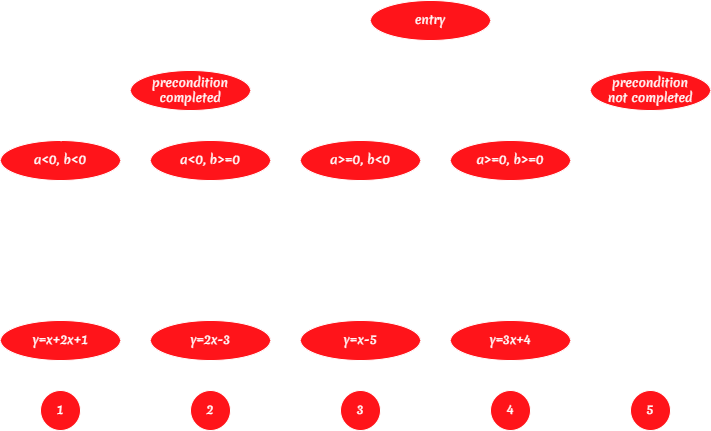 entry
precondition
completed
precondition
not completed
a<0, b<0
a<0, b>=0
a>=0, b<0
a>=0, b>=0
y=x+2x+1
y=2x-3
y=x-5
y=3x+4
1
2
3
4
5